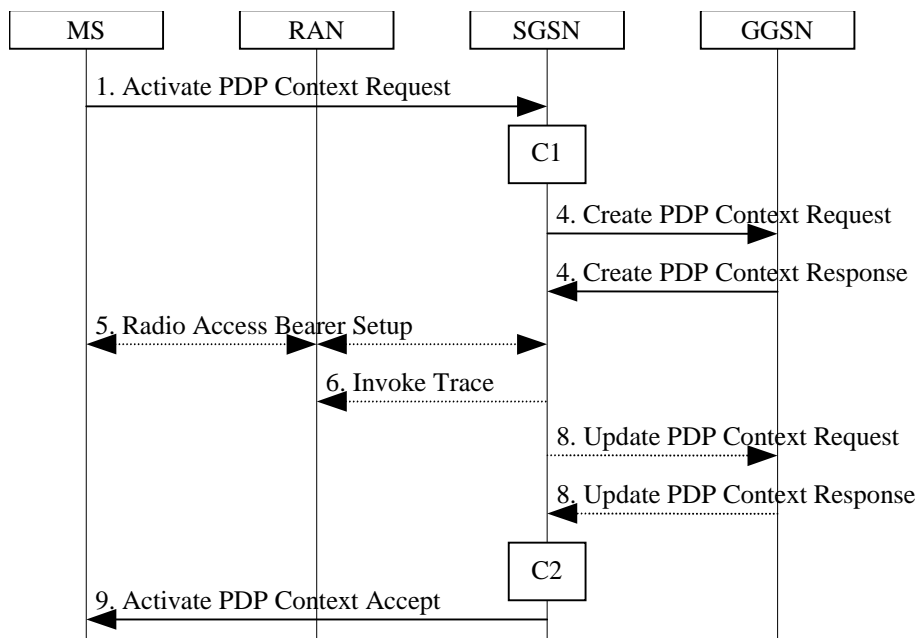 MS
RAN
SGSN
GGSN
1. Activate PDP Context Request
C1
4. Create PDP Context Request
4. Create PDP Context Response
5. Radio Access Bearer Setup
6. Invoke Trace
8. Update PDP Context Request
8. Update PDP Context Response
C2
9. Activate PDP Context Accept